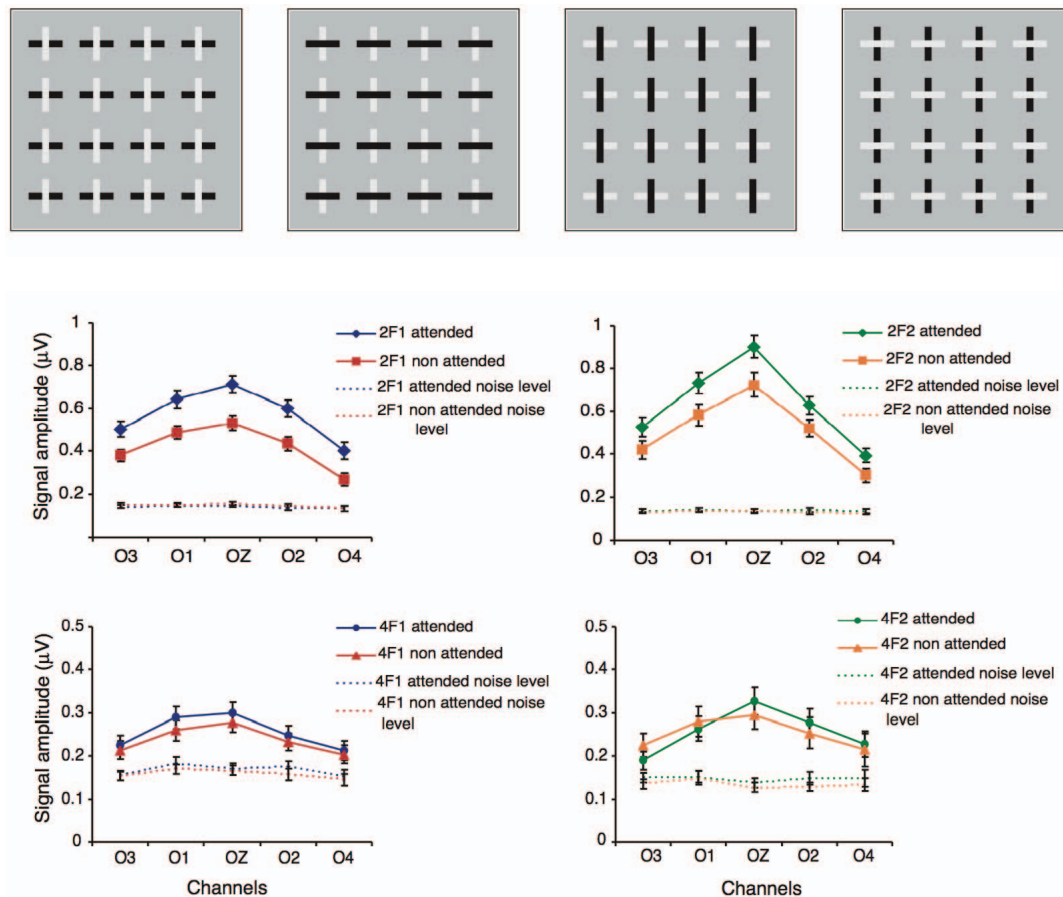 Signal amplitude (μV)
1
0.8
0.6
0.4
0.2
O3 O1 OZ O2 O4
2F1 attended
2F1 non attended
2F1 attended noise level
2F1 non attended noise
level
1
0.8
0.6
0.4
0.2
0
O3 O1 OZ O2 O4
2F2 attended
2F2 non attended
2F2 attended noise level
2F2 non attended noise
level
Signal amplitude (μV)
0.5
0.4
0.3
0.2
0.1
0
O3 O1 OZ O2 O4
Channels
4F1 attended
4F1 non attended
4F1 attended noise level
4F1 non attended noise
level
0.5
0.4
0.3
0.2
0.1
0
O3 O1 OZ O2 O4
Channels
4F2 attended
4F2 non attended
4F2 attended noise level
4F2 non attended noise
level